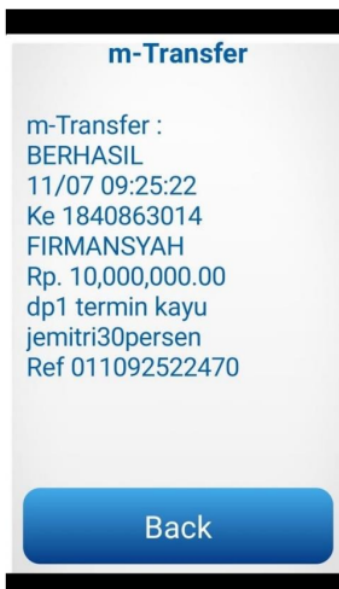 m-Transfer
m-Transfer :
BERHASIL
11/07 09:25:22
Ke 1840863014
FIRMANSYAH
Rp. 10,000,000.00
dp1 termin kayu
jemitri30persen
Ref 011092522470
Back